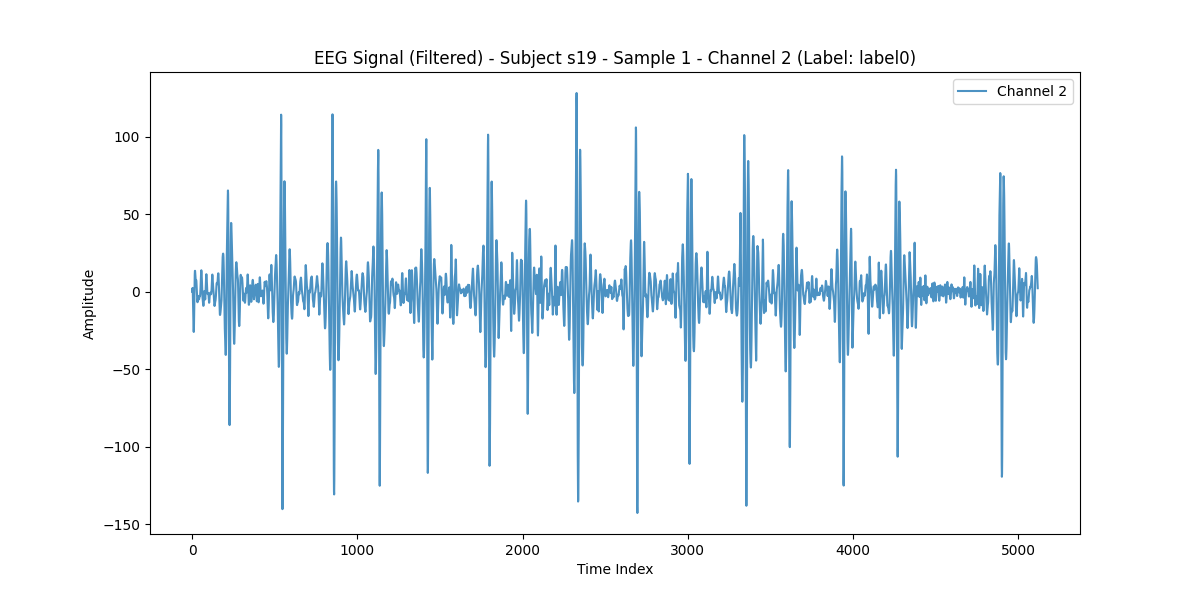 EEG Signal (Filtered) - Subject s19 - Sample 1 - Channel 2 (Label: label0)
Channel 2
Amplitude
100
50
0
−50
−100
−150
0 1000 2000 3000 4000 5000
Time Index